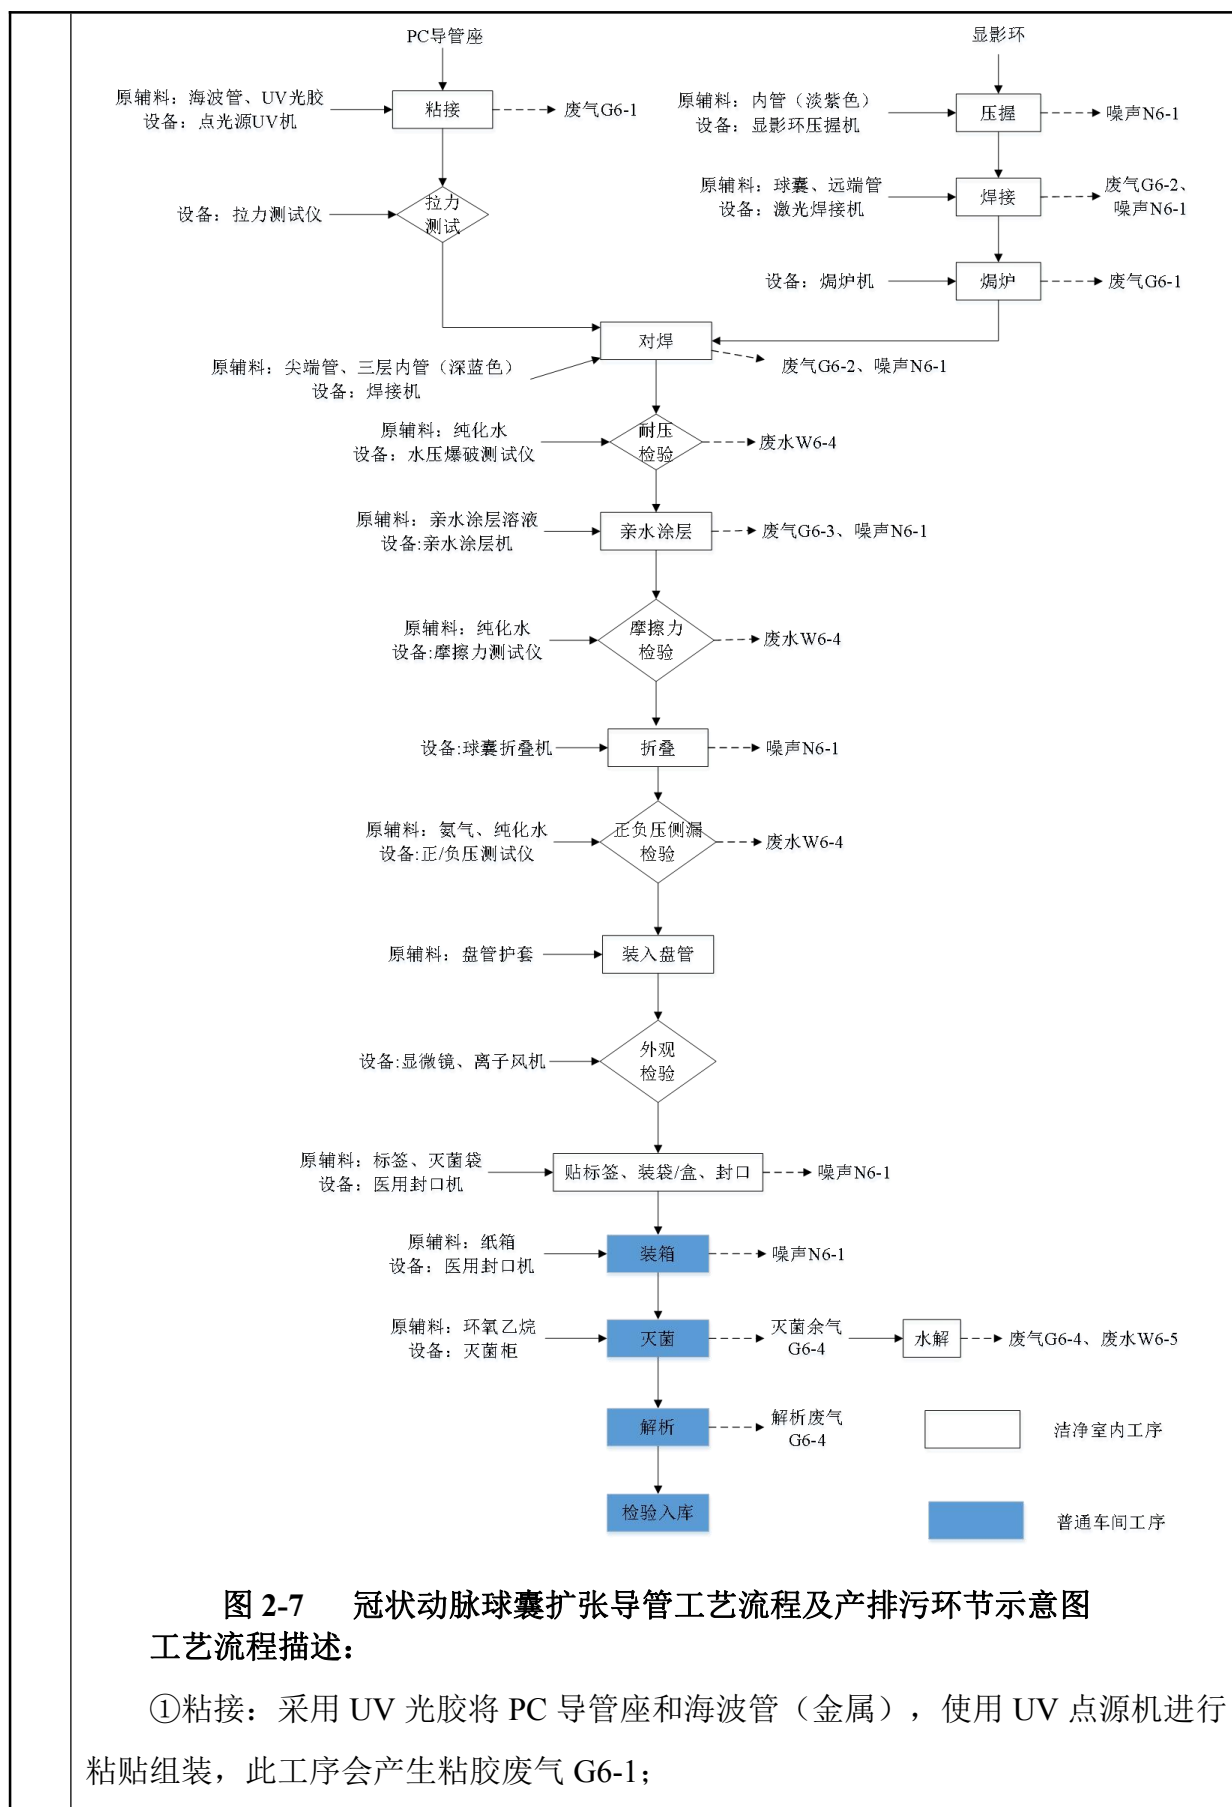 PC导管座
显影环
原辅料：海波管、UV光胶
设备：点光源UV机
粘接
废气G6-1
原辅料：内管（淡紫色）
设备：显影环压握机
压握
噪声N6-1
设备：拉力测试仪
拉力
测试
原辅料：球囊、远端管
设备：激光焊接机
焊接
废气G6-2、
噪声N6-1
设备：焗炉机
焗炉
废气G6-1
对焊
原辅料：尖端管、三层内管（深蓝色）
设备：焊接机
废气G6-2、噪声N6-1
原辅料：纯化水
设备：水压爆破测试仪
耐压
检验
废水W6-4
原辅料：亲水涂层溶液
设备:亲水涂层机
亲水涂层
废气G6-3、噪声N6-1
原辅料：纯化水
设备:摩擦力测试仪
摩擦力
检验
废水W6-4
设备:球囊折叠机
折叠
噪声N6-1
原辅料：氦气、纯化水
设备:正/负压测试仪
正负压侧漏
检验
废水W6-4
原辅料：盘管护套
装入盘管
设备:显微镜、离子风机
外观
检验
原辅料：标签、灭菌袋
设备：医用封口机
贴标签、装袋/盒、封口
噪声N6-1
原辅料：纸箱
设备：医用封口机
装箱
噪声N6-1
原辅料：环氧乙烷
设备：灭菌柜
灭菌
灭菌余气
G6-4
水解
废气G6-4、废水W6-5
解析
解析废气
G6-4
洁净室内工序
检验入库
普通车间工序
图 2-7 冠状动脉球囊扩张导管工艺流程及产排污环节示意图
工艺流程描述：
①粘接：采用 UV 光胶将 PC 导管座和海波管（金属），使用 UV 点源机进行
粘贴组装，此工序会产生粘胶废气 G6-1；